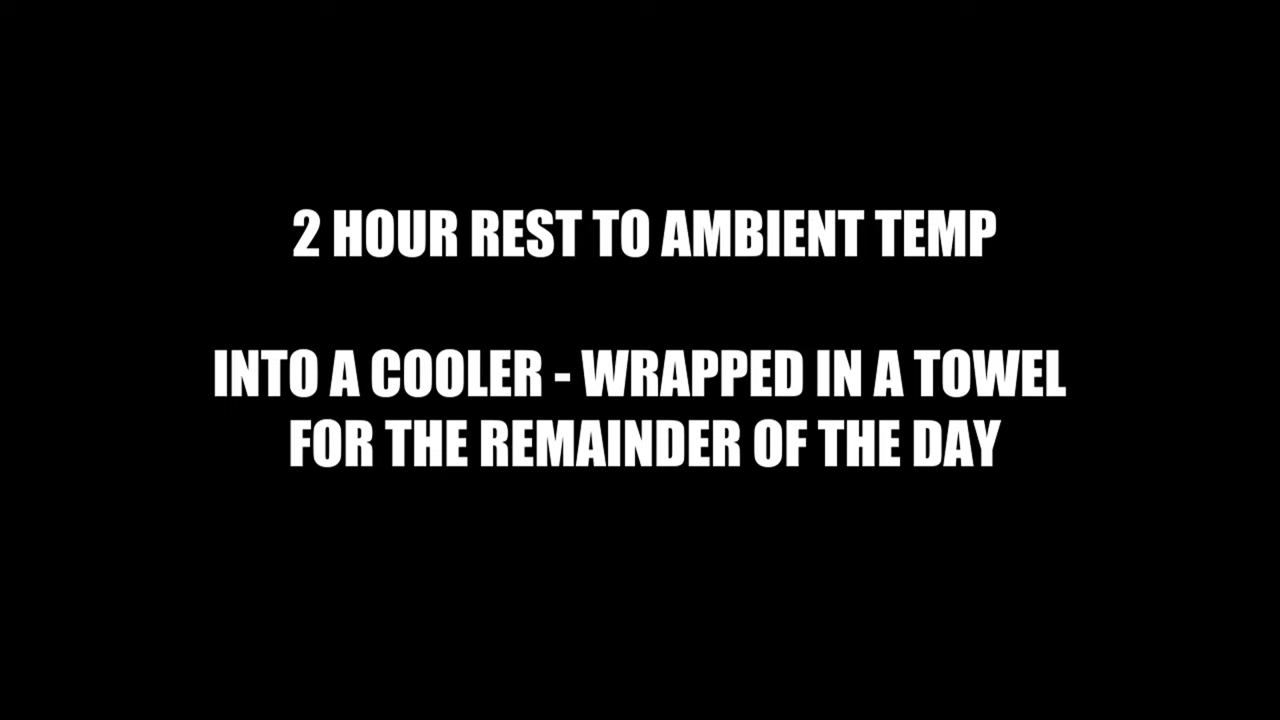 2 HOUR REST TO AMBIENT TEMP
INTO A COOLER - WRAPPED IN A TOWEL
FOR THE REMAINDER OF THE DAY